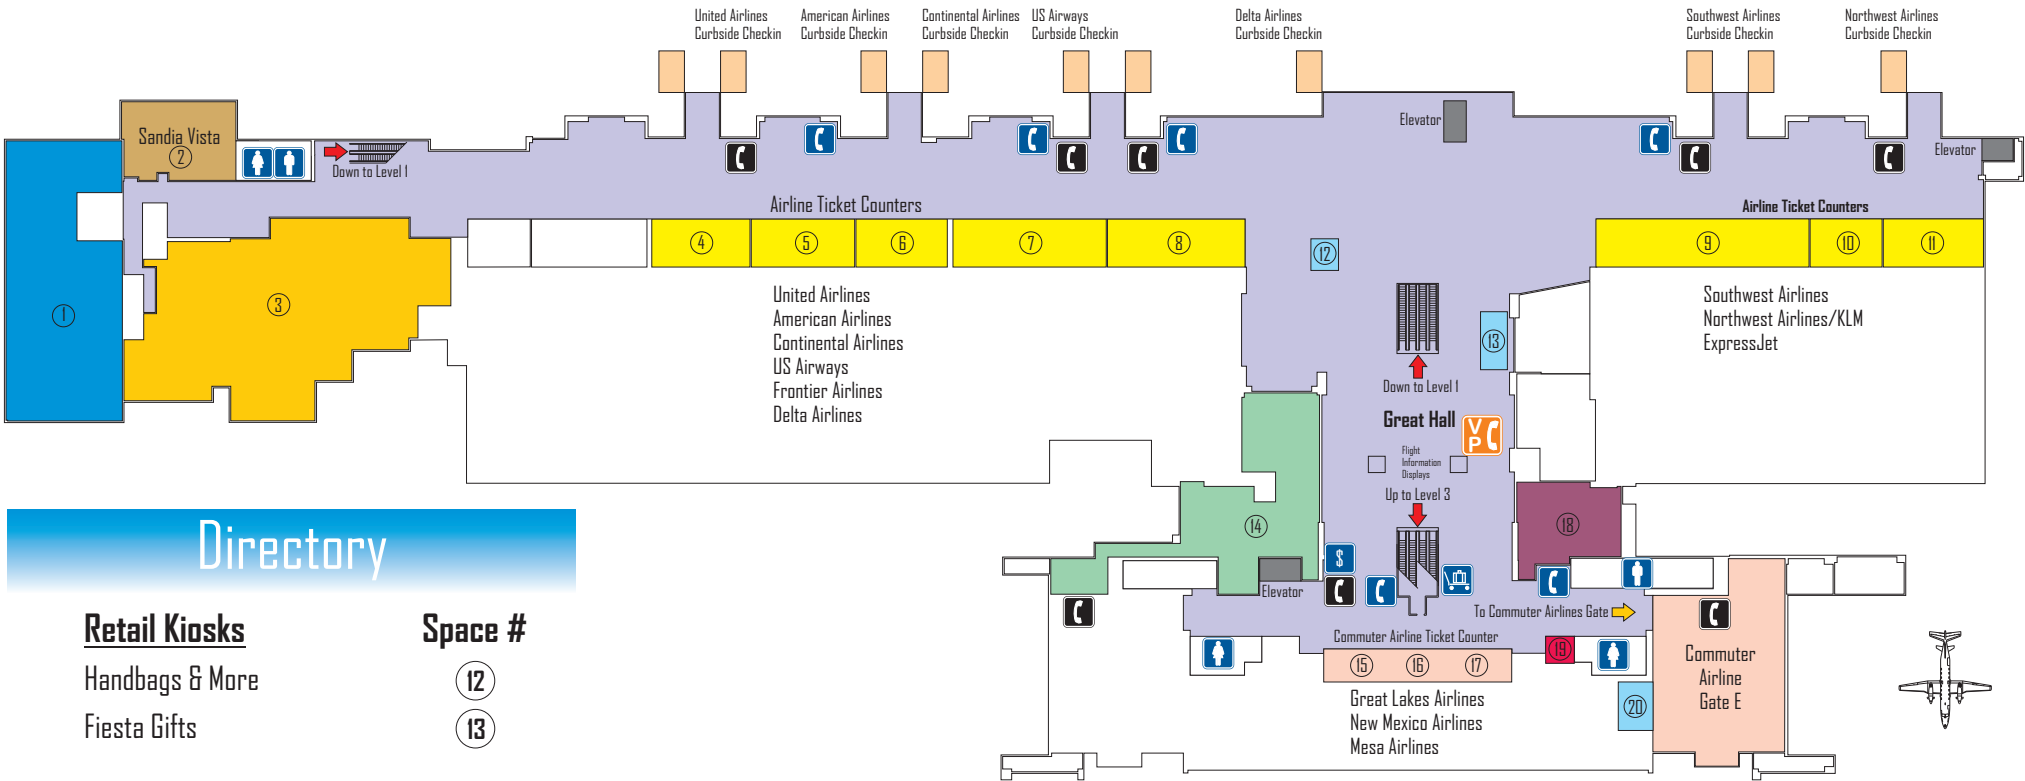 United Airlines
Curbside Checkin
American Airlines
Curbside Checkin
Continental Airlines
Curbside Checkin
US Airways
Curbside Checkin
Delta Airlines
Curbside Checkin
Southwest Airlines
Curbside Checkin
Northwest Airlines
Curbside Checkin
Sandia Vista
2
Down to Level 1
Elevator
Elevator
Airline Ticket Counters
Airline Ticket Counters
1
3
4
5
6
7
8
9
10
11
12
13
United Airlines
American Airlines
Continental Airlines
US Airways
Frontier Airlines
Delta Airlines
Southwest Airlines
Northwest Airlines/KLM
ExpressJet
Down to Level 1
Great Hall
V
P
Flight
Information
Displays
Up to Level 3
14
18
$
Elevator
To Commuter Airlines Gate
Commuter Airline Ticket Counter
15
16
17
19
20
Great Lakes Airlines
New Mexico Airlines
Mesa Airlines
Commuter
Airline
Gate E
Directory
Retail Kiosks Space #
Handbags & More 12
Fiesta Gifts 13